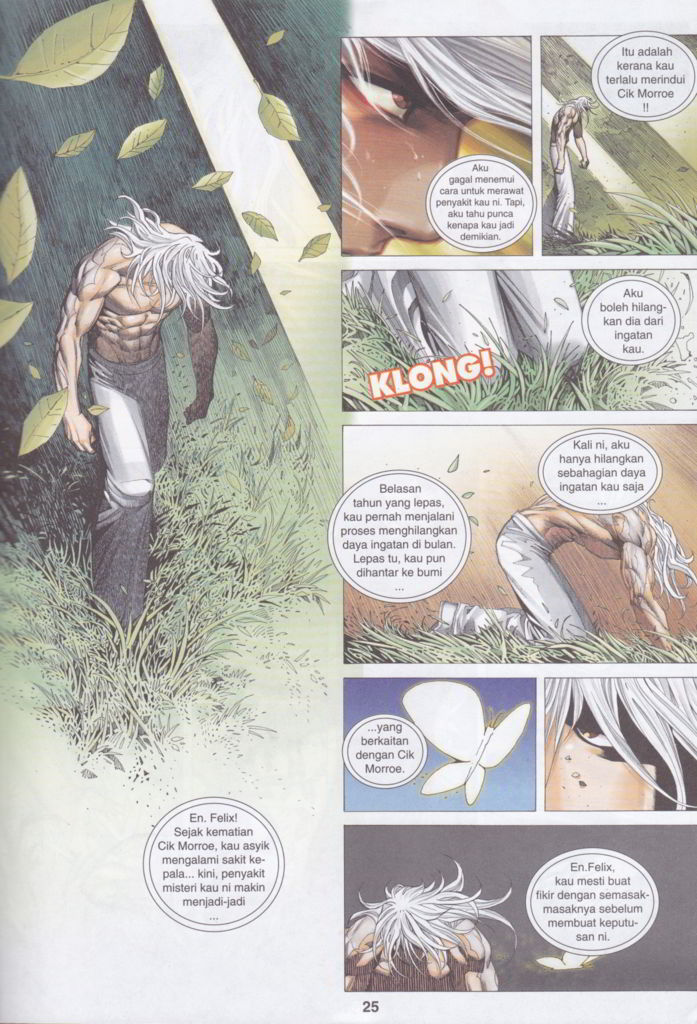 En. Felix!
Sejak kematian
Cik Morroe, kau asyik
mengalami sakit ke-
pala... kini, penyakit
misteri kau ni makin
menjadi-jadi
...
Aku
gagal menemui
cara untuk merawat
penyakit kau ni. Tapi,
aku tahu punca
kenapa kau jadi
demikian.
Itu adalah
kerana kau
terlalu merindui
Cik Morroe
!!
Aku
boleh hilang-
kan dia dari
ingatan
kau.
KLONG!
Belasan
tahun yang lepas,
kau pernah menjalani
proses menghilangkan
daya ingatan di bulan.
Lepas tu, kau pun
dihantar ke bumi
...
Kali ni, aku
hanya hilangkan
sebahagian daya
ingatan kau saja
...
...yang
berkaitan
dengan Cik
Morroe.
En.Felix,
kau mesti buat
fikir dengan semasak-
masaknya sebelum
membuat keputu-
san ni.
25